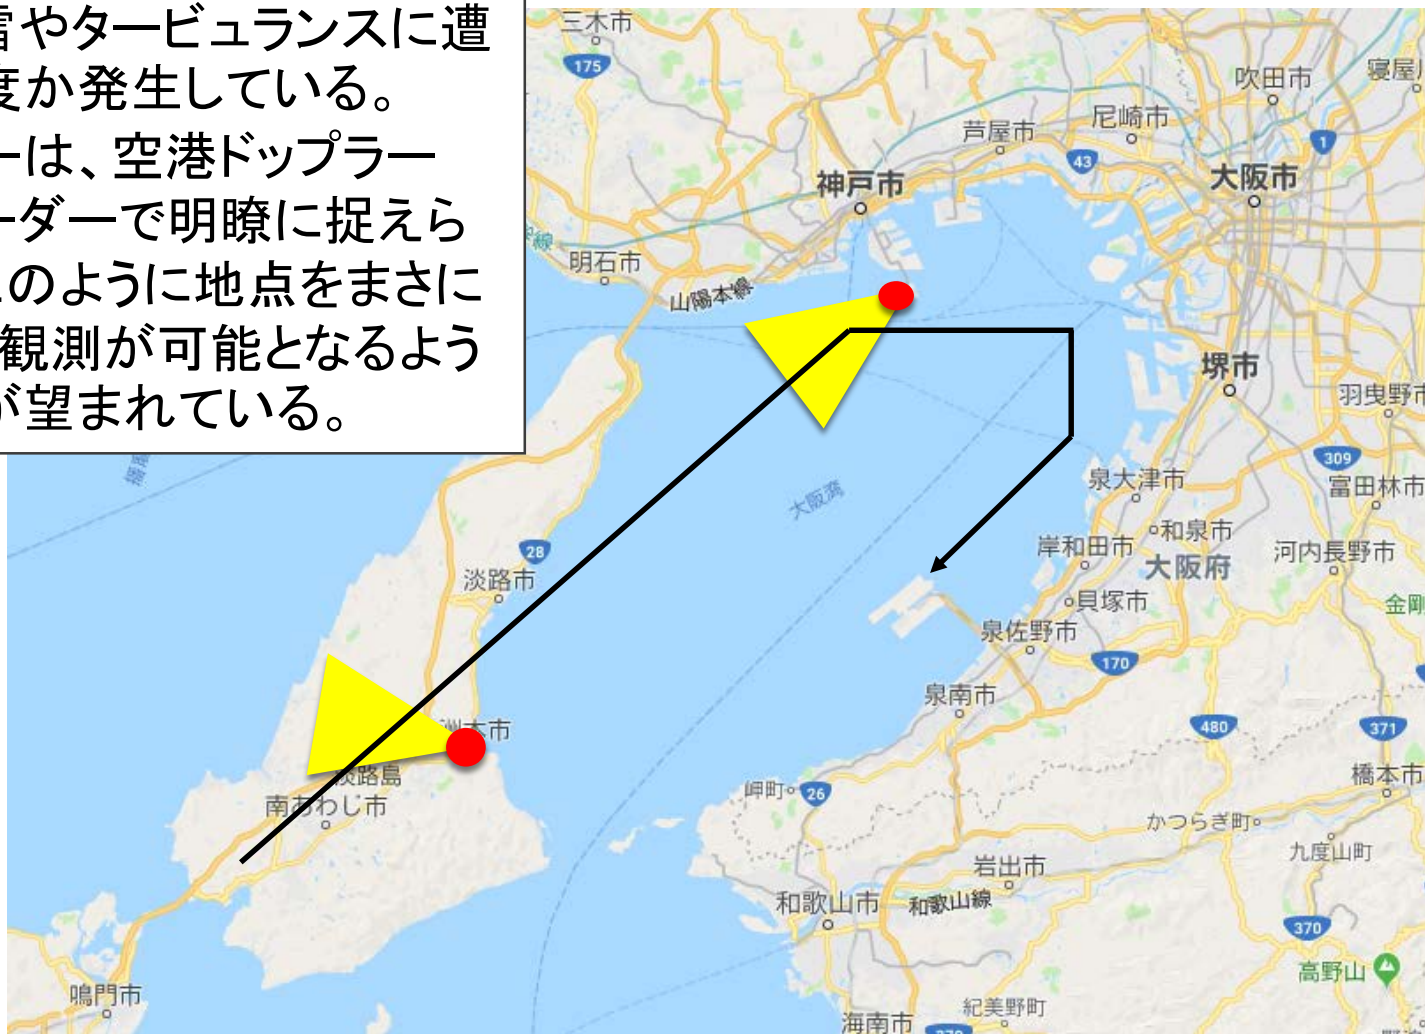 雷やタービュランスに遭
度か発生している。
ーは、空港ドップラー
ーダーで明瞭に捉えら
このように地点をまさに
観測が可能となるよう
が望まれている。
三木市
175
吹田市
寝屋川
尼崎市
芦屋市
1
43
神戸市
大阪市
線
明石市
山陽本線
堺市
羽曳野市
309
泉大津市
富田林市
大阪湾
28
和泉市
岸和田市
河内長野市
大阪府
淡路市
貝塚市
金剛
泉佐野市
170
泉南市
480
371
洲本市
淡路島
橋本市
南あわじ市
岬町
26
かつらぎ町
九度山町
岩出市
和歌山市
和歌山線
370
高野山
鳴門市
紀美野町
海南市
370